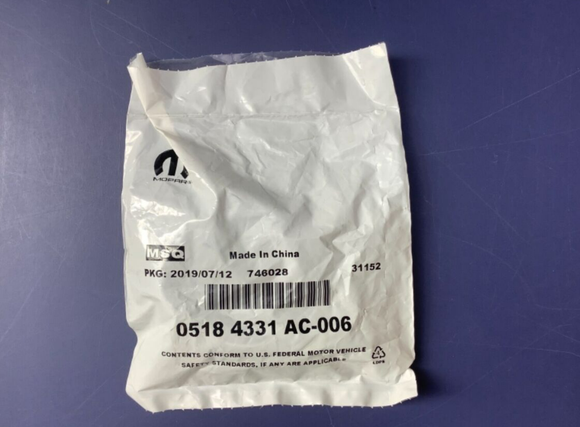 MOPAR
MSQ
Made In China
PKG: 2019/07/12 746028 31152
0518 4331 AC-006
CONTENTS CONFORM TO U.S. FEDERAL MOTOR VEHICLE
SAFETY STANDARDS, IF ANY ARE APPLICABLE
LDPE